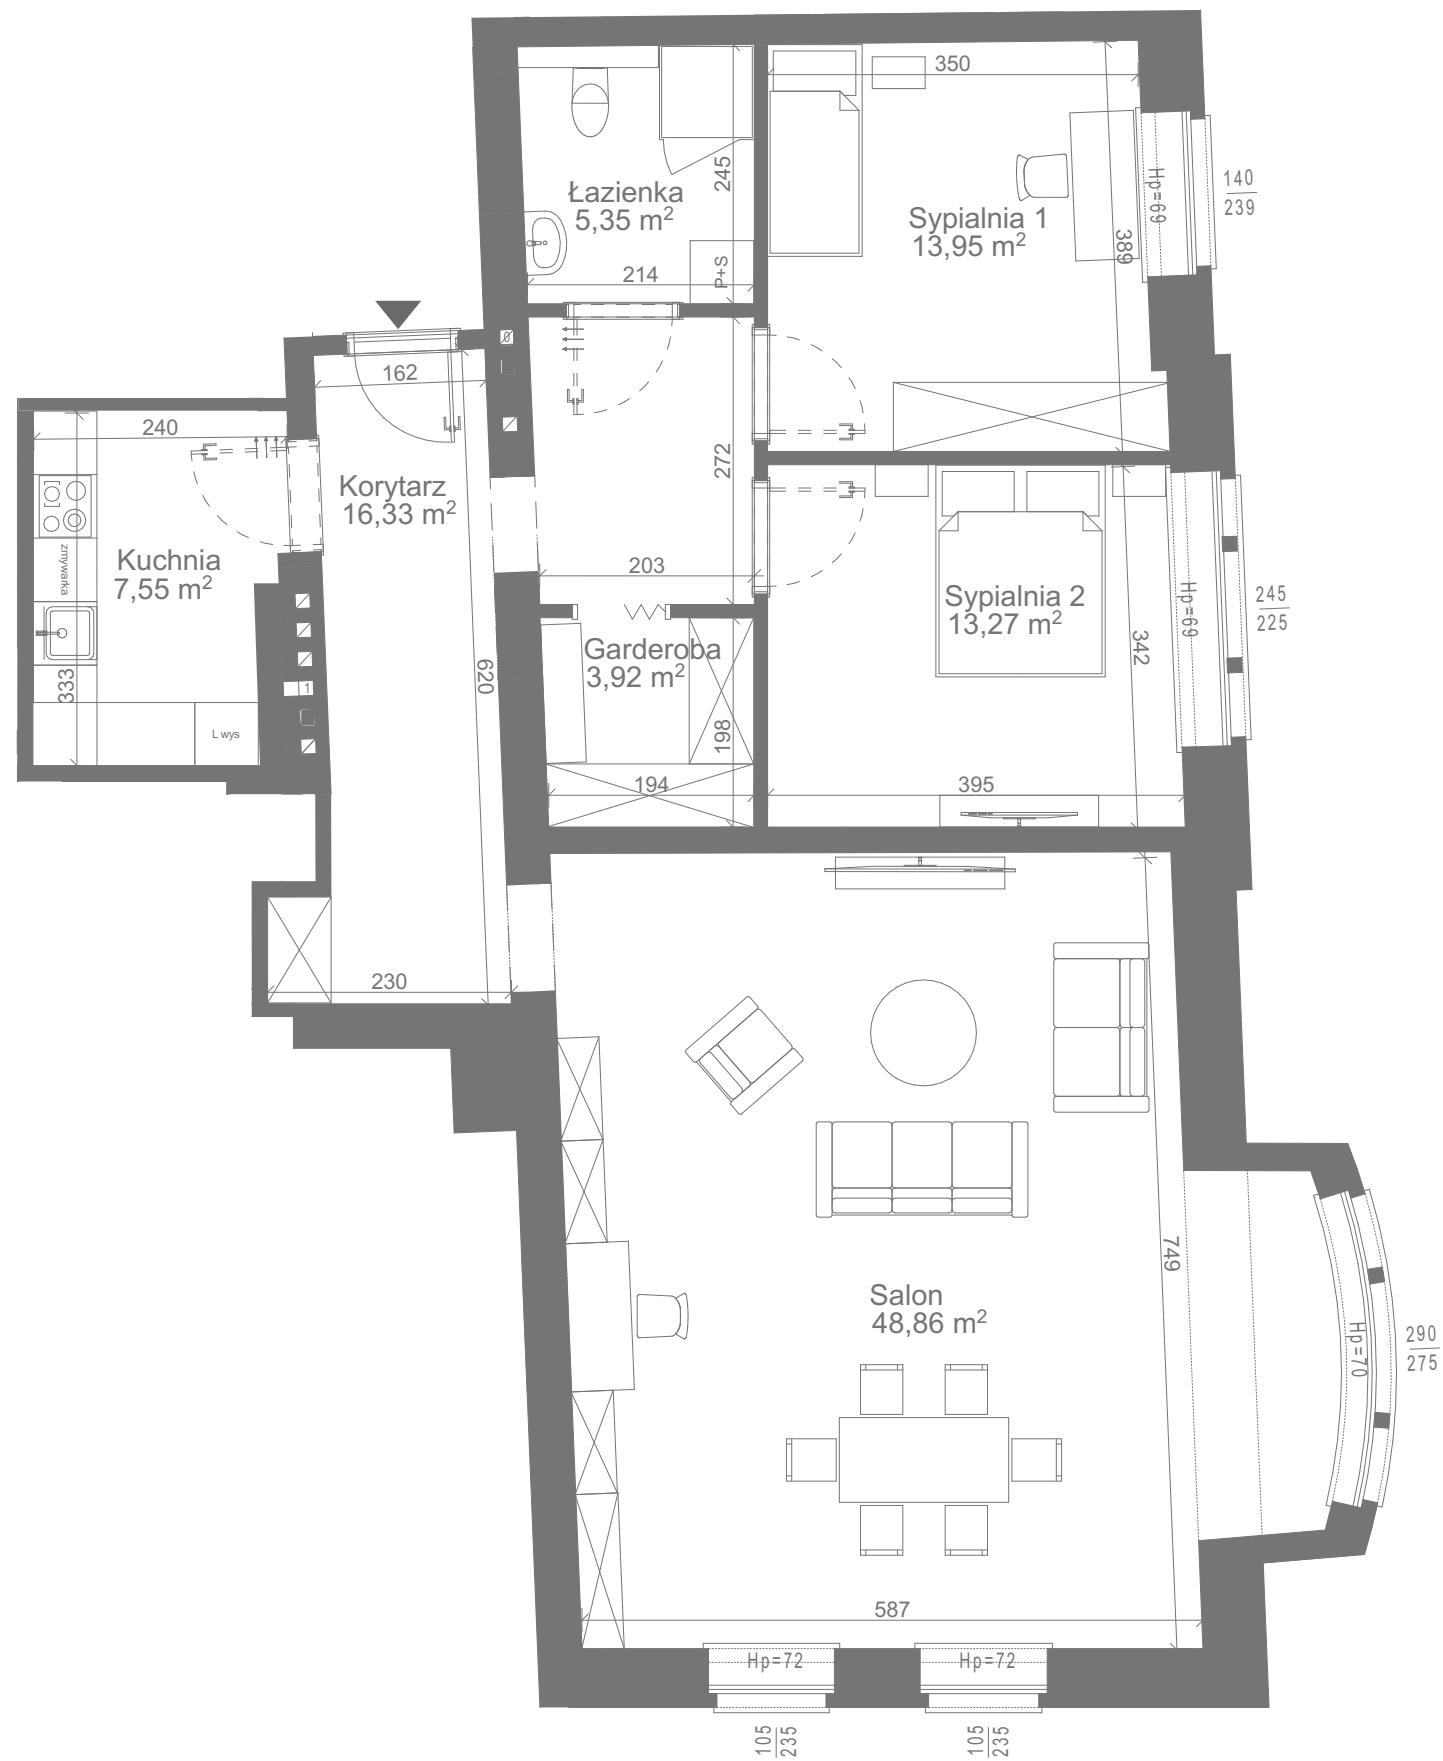 350
140
239
Hp=69
245
Łazienka
5,35 m²
Sypialnia 1
13,95 m²
389
214
P+S
0
162
240
272
Korytarz
16,33 m²
Kuchnia
7,55 m²
zmywarka
203
Sypialnia 2
13,27 m²
Hp=69
245
225
342
Garderoba
3,92 m²
620
333
1
L wys
198
194
395
230
749
Salon
48,86 m²
Hp=70
290
275
587
Hp=72
Hp=72
105
235
105
235